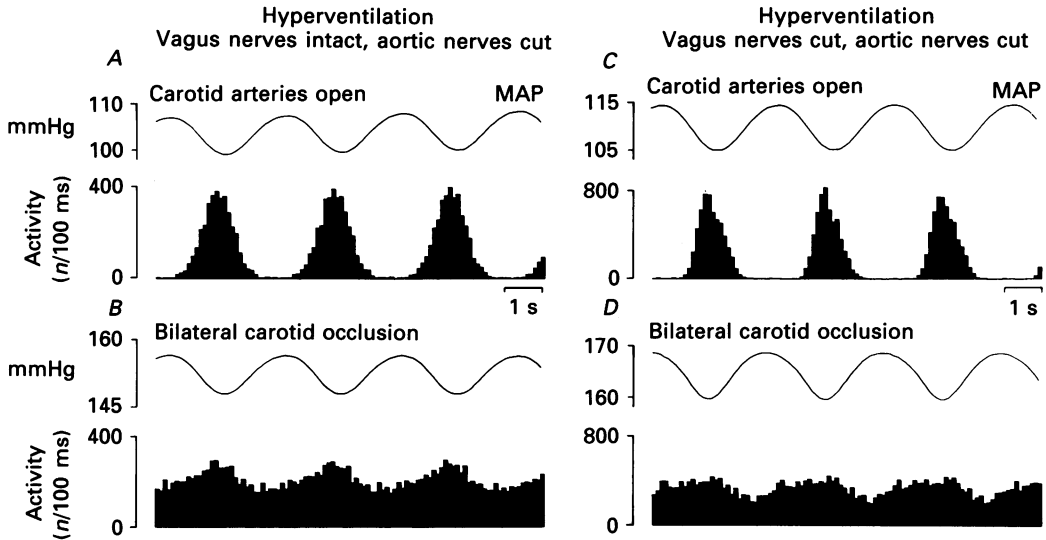 Hyperventilation
Vagus nerves intact, aortic nerves cut
A
Carotid arteries open
MAP
110
mmHg
100
400
Activity
(n/100 ms)
0
1 s
B
Bilateral carotid occlusion
160
mmHg
145
400
Activity
(n/100 ms)
0
Hyperventilation
Vagus nerves cut, aortic nerves cut
C
Carotid arteries open
MAP
115
105
800
0
1 s
D
Bilateral carotid occlusion
170
160
800
0